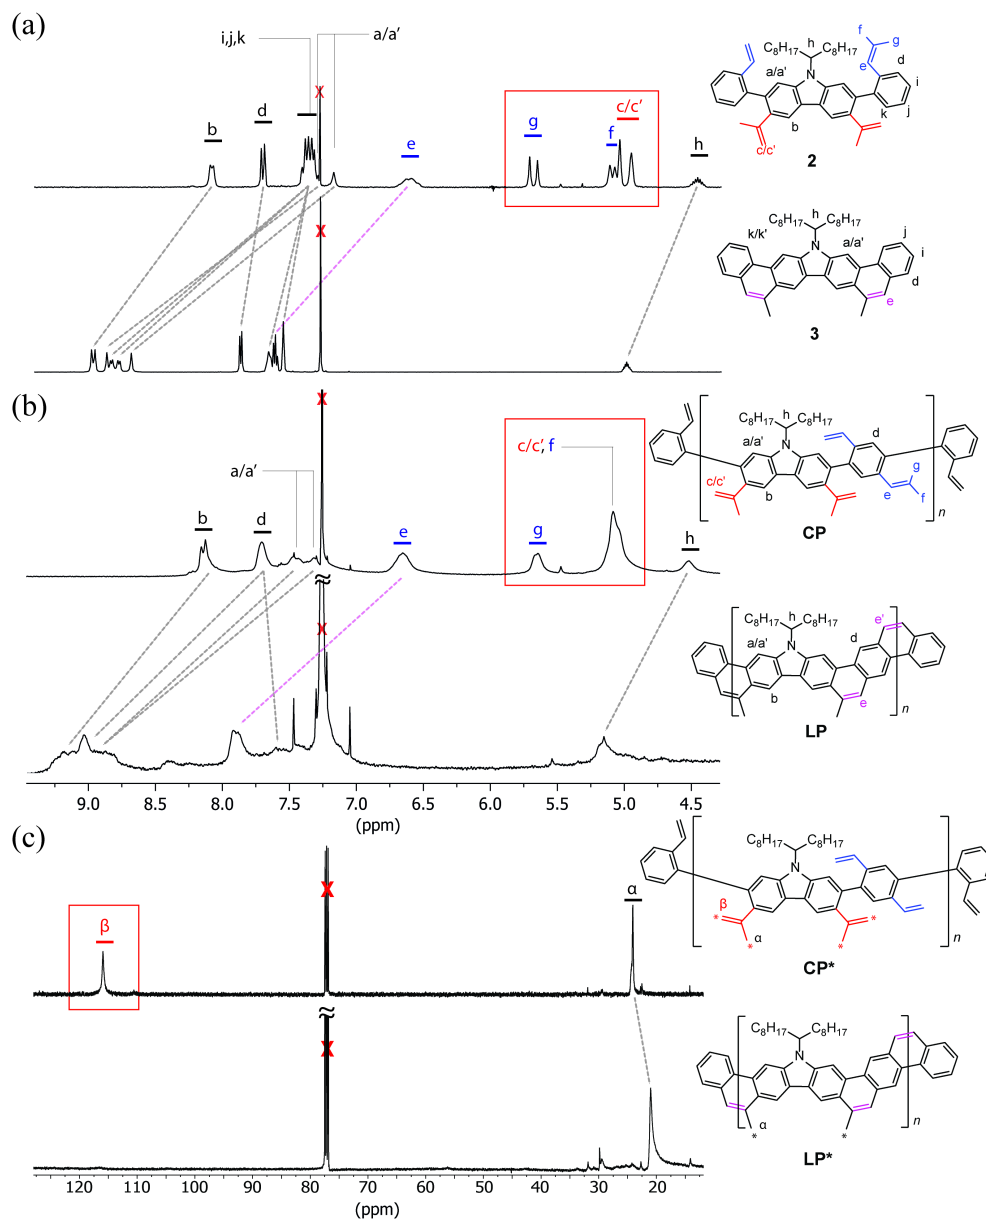 (a)
i,j,k
a/a'
X
b
d
e
g
f
c/c'
h
X
f
g
C₈H₁₇
h
C₈H₁₇
N
a/a'
e
d
i
j
k
b
c/c'
2
C₈H₁₇
h
C₈H₁₇
N
k/k'
a/a'
j
i
d
e
3
(b)
X
a/a'
c/c', f
b
d
e
g
h
≈
X
C₈H₁₇
h
C₈H₁₇
N
a/a'
d
c/c'
b
g
e
f
n
CP
C₈H₁₇
h
C₈H₁₇
N
e'
a/a'
d
b
e
n
LP
9.0 8.5 8.0 7.5 7.0 6.5 6.0 5.5 5.0 4.5
(ppm)
(c)
X
β
α
≈
X
C₈H₁₇
C₈H₁₇
N
β
*
*
α
*
*
n
CP*
C₈H₁₇
C₈H₁₇
N
α
*
*
n
LP*
110 100 90 80 70 60 50 40 30 20
(ppm)